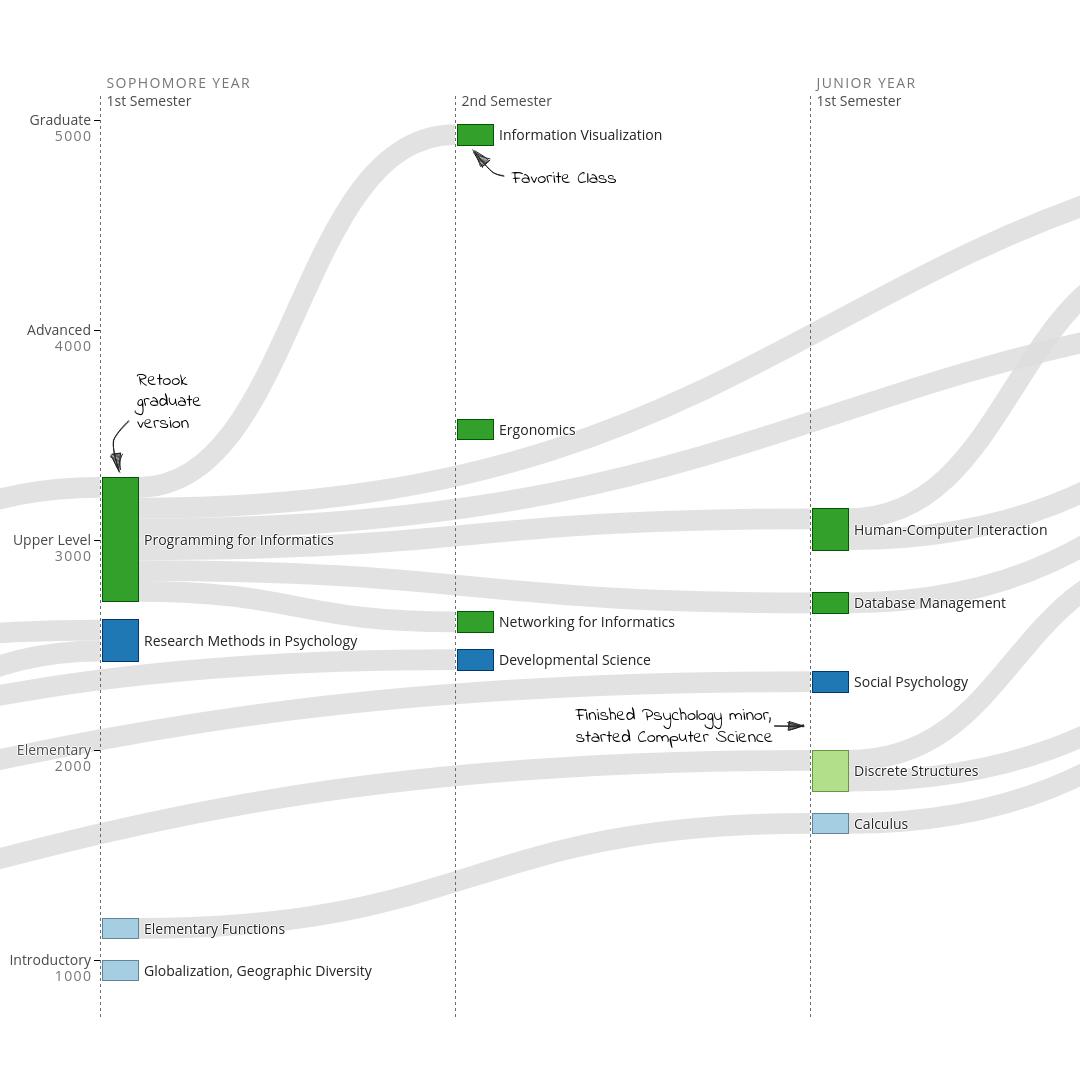 SOPHOMORE YEAR
1st Semester
2nd Semester
JUNIOR YEAR
1st Semester
Graduate
5000
Information Visualization
Favorite Class
Advanced
4000
Retook
graduate
version
Ergonomics
Upper Level
3000
Programming for Informatics
Human-Computer Interaction
Database Management
Networking for Informatics
Research Methods in Psychology
Developmental Science
Social Psychology
Finished Psychology minor,
started Computer Science
Elementary
2000
Discrete Structures
Calculus
Elementary Functions
Introductory
1000
Globalization, Geographic Diversity